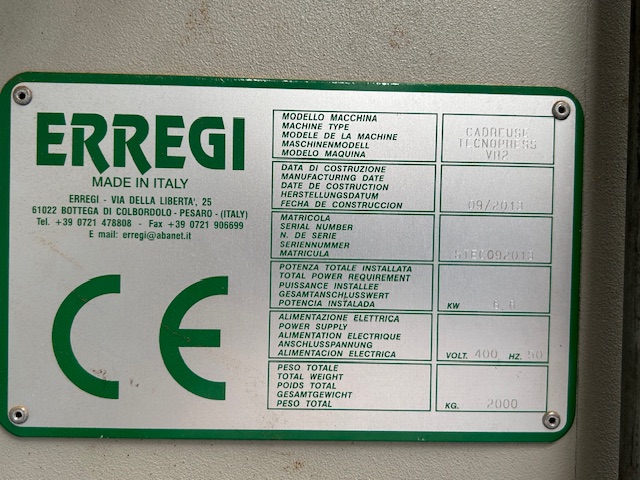 ERREGI
MADE IN ITALY
ERREGI - VIA DELLA LIBERTA', 25
61022 BOTTEGA DI COLBORDOLO - PESARO - (ITALY)
Tel. +39 0721 478808 - Fax +39 0721 906699
E mail: erregi@abanet.it
CE
MODELLO MACCHINA
MACHINE TYPE
MODELE DE LA MACHINE
MASCHINENMODELL
MODELO MAQUINA
CADREUSE
TECNOPRESS
VR2
DATA DI COSTRUZIONE
MANUFACTURING DATE
DATE DE COSTRUCTION
HERSTELLUNGSDATUM
FECHA DE CONSTRUCCION
09/2013
MATRICOLA
SERIAL NUMBER
N. DE SERIE
SERIENNUMMER
MATRICULA
51EC092013
POTENZA TOTALE INSTALLATA
TOTAL POWER REQUIREMENT
PUISSANCE INSTALLEE
GESAMTANSCHLUSSWERT
POTENCIA INSTALADA
KW
ALIMENTAZIONE ELETTRICA
POWER SUPPLY
ALIMENTATION ELECTRIQUE
ANSCHLUSSPANNUNG
ALIMENTACION ELECTRICA
VOLT. 400 HZ. 50
PESO TOTALE
TOTAL WEIGHT
POIDS TOTAL
GESAMTGEWICHT
PESO TOTAL
KG. 2000